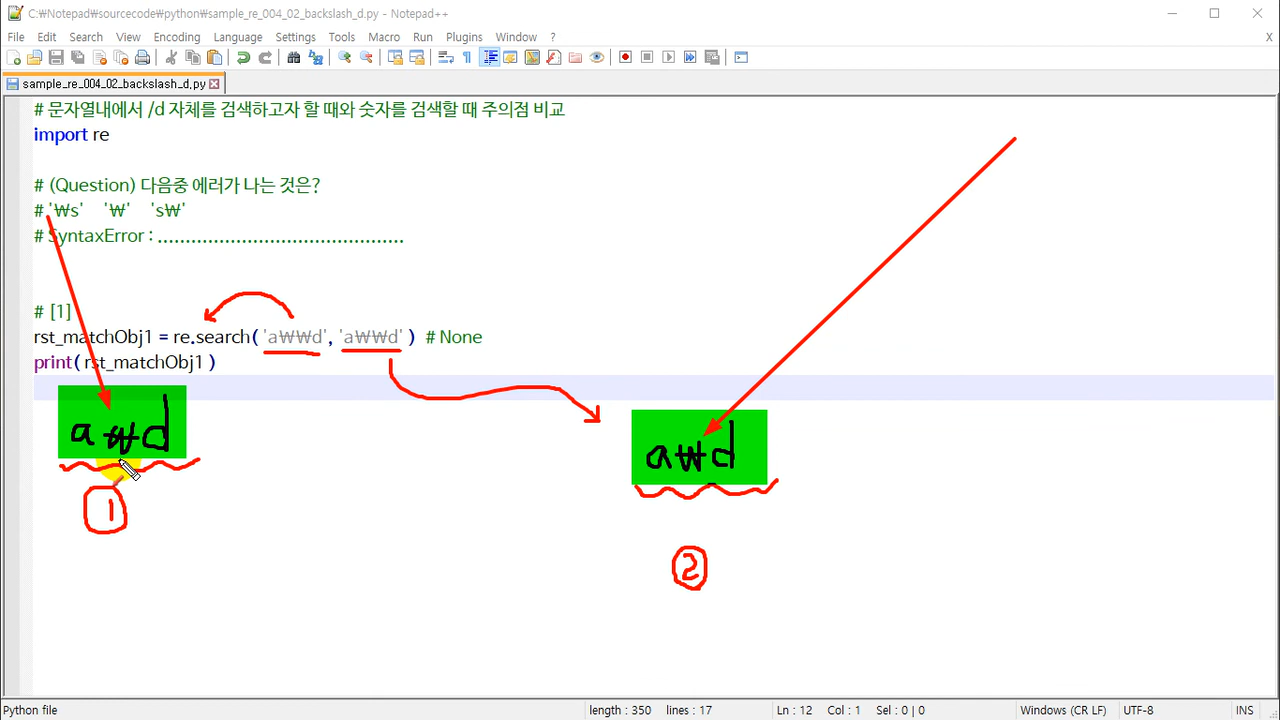 C:₩Notepad₩sourcecode₩python₩sample_re_004_02_backslash_d.py - Notepad++
File Edit Search View Encoding Language Settings Tools Macro Run Plugins Window ? X
sample_re_004_02_backslash_d.py
# 문자열내에서 /d 자체를 검색하고자 할 때와 숫자를 검색할 때 주의점 비교
import re
# (Question) 다음중 에러가 나는 것은?
# '₩s' '₩' 's₩'
# SyntaxError : .............................................
# [1]
rst_matchObj1 = re.search( 'a₩₩d', 'a₩₩d' ) # None
print( rst_matchObj1 )
a₩d
a₩d
1
2
Python file length : 350 lines : 17 Ln : 12 Col : 1 Sel : 0 | 0 Windows (CR LF) UTF-8 INS